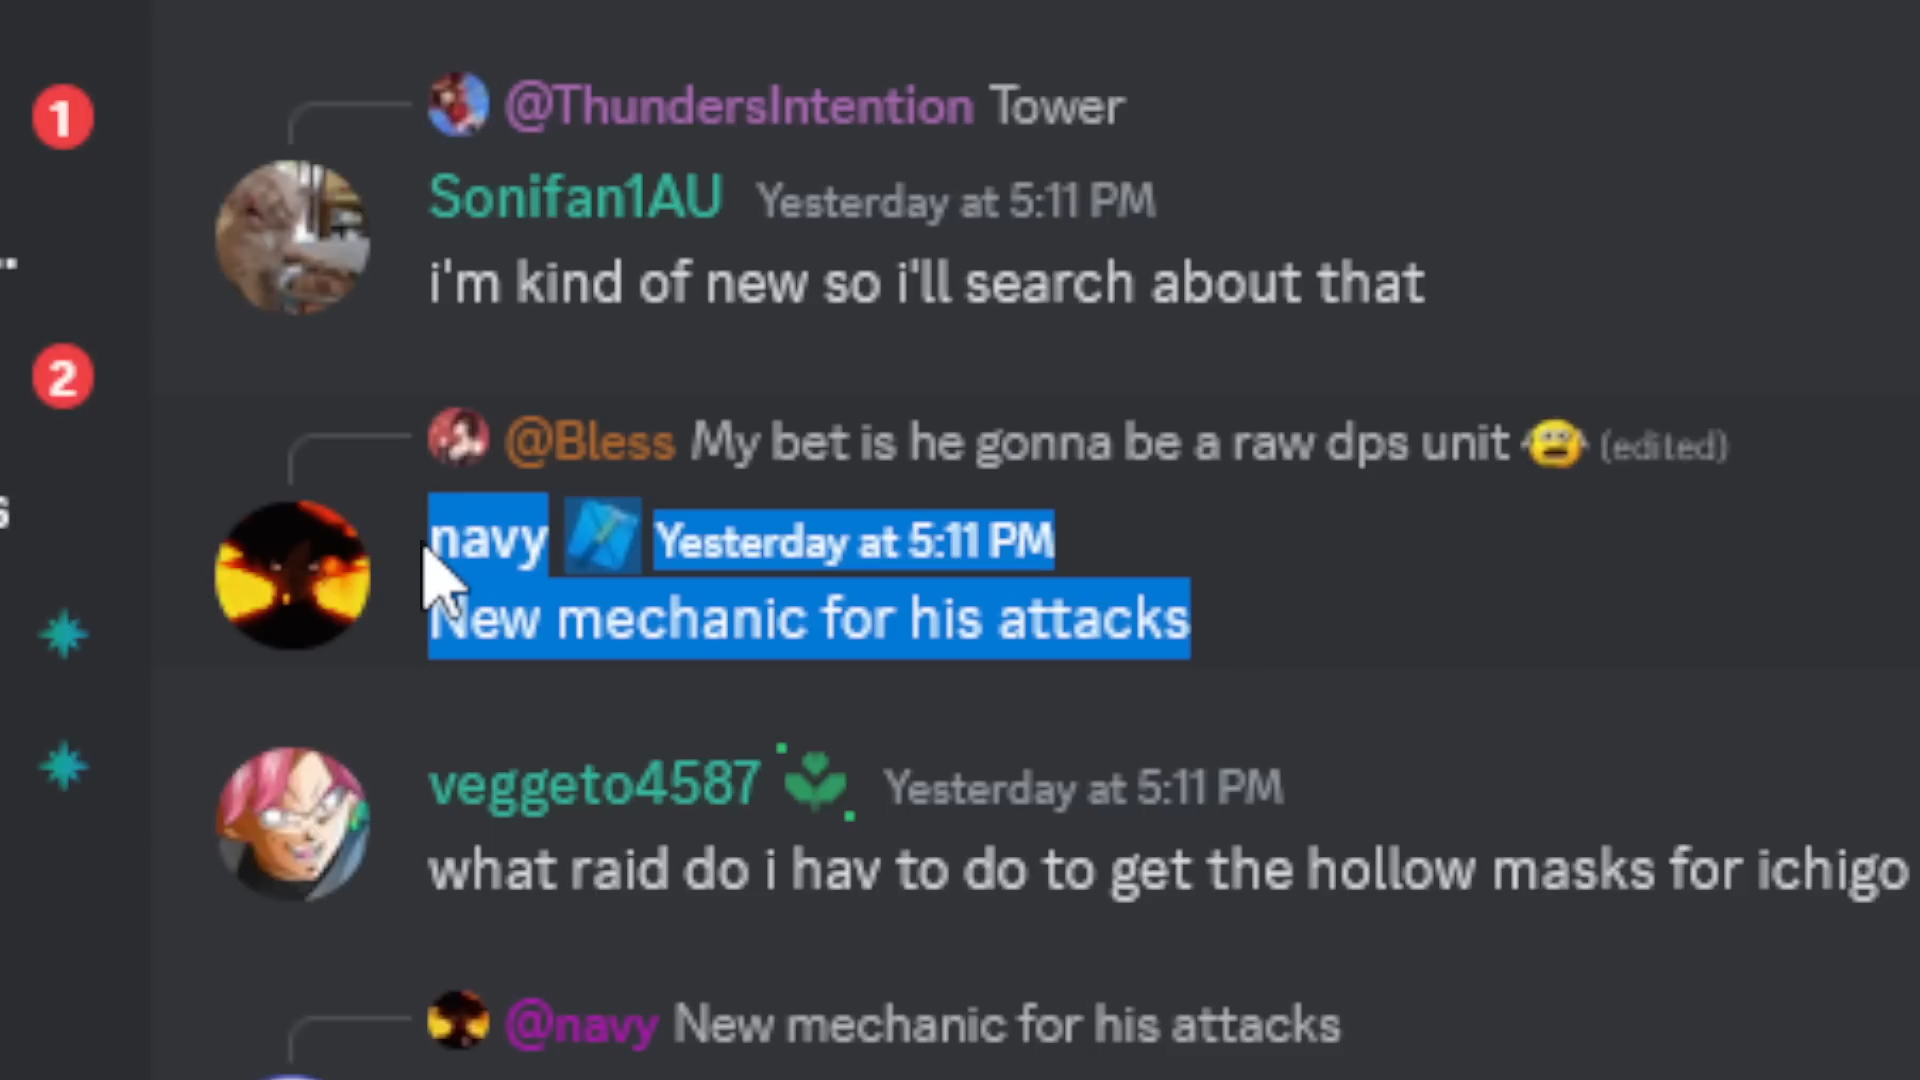 1
@ThundersIntention Tower
Sonifan1AU Yesterday at 5:11 PM
i'm kind of new so i'll search about that
2
@Bless My bet is he gonna be a raw dps unit (edited)
navy Yesterday at 5:11 PM
New mechanic for his attacks
veggeto4587 Yesterday at 5:11 PM
what raid do i hav to do to get the hollow masks for ichigo
@navy New mechanic for his attacks